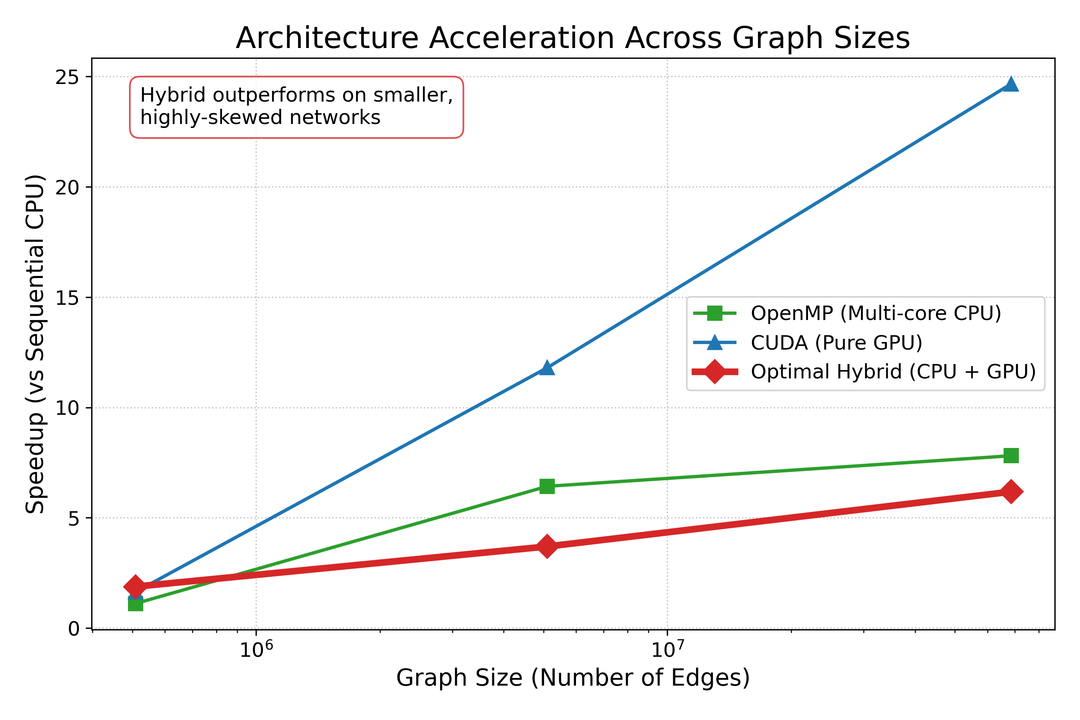 Architecture Acceleration Across Graph Sizes
Hybrid outperforms on smaller,
highly-skewed networks
Speedup (vs Sequential CPU)
25
20
15
10
5
0
OpenMP (Multi-core CPU)
CUDA (Pure GPU)
Optimal Hybrid (CPU + GPU)
10⁶
10⁷
Graph Size (Number of Edges)